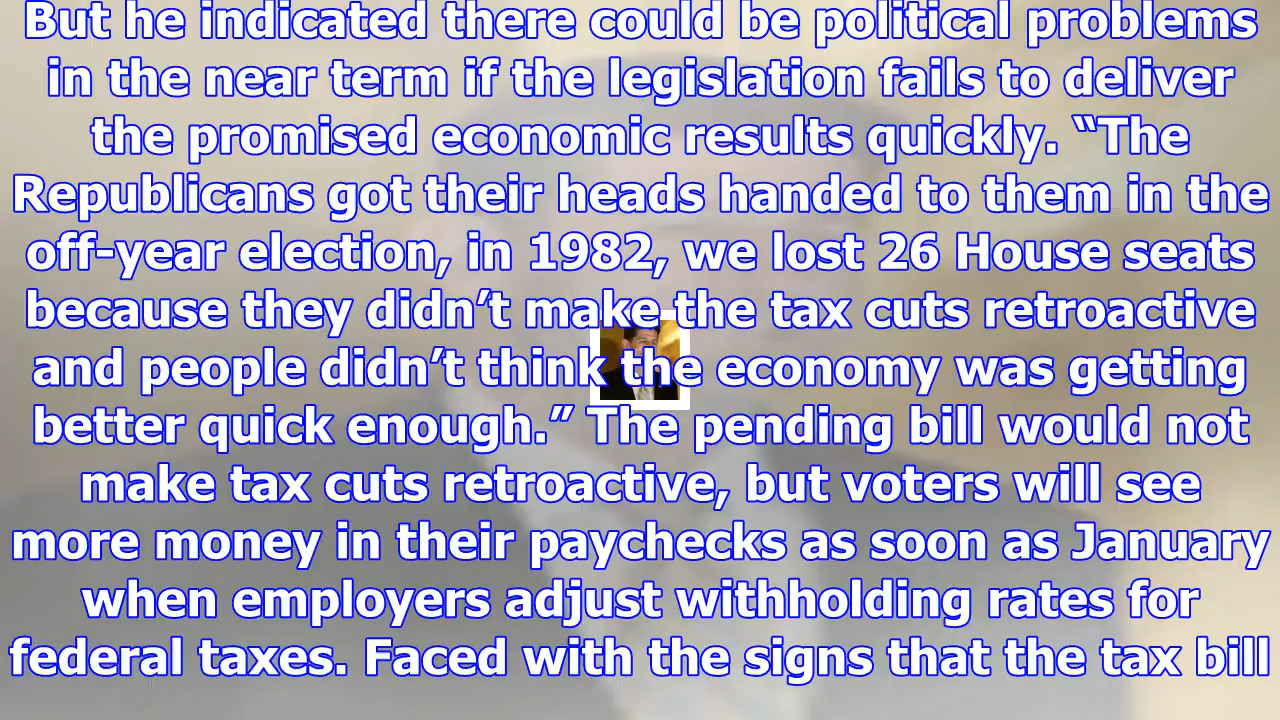 But he indicated there could be political problems
in the near term if the legislation fails to deliver
the promised economic results quickly. “The
Republicans got their heads handed to them in the
off-year election, in 1982, we lost 26 House seats
because they didn’t make the tax cuts retroactive
and people didn’t think the economy was getting
better quick enough.” The pending bill would not
make tax cuts retroactive, but voters will see
more money in their paychecks as soon as January
when employers adjust withholding rates for
federal taxes. Faced with the signs that the tax bill